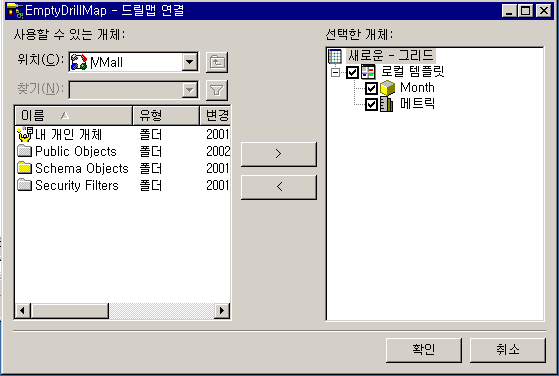 EmptyDrillMap - 드릴맵 연결
사용할 수 있는 개체:
위치(C):
VMall
찾기(N):
이름 유형 변경
내 개인 개체 폴더 2001
Public Objects 폴더 2002
Schema Objects 폴더 2001
Security Filters 폴더 2001
>
<
선택한 개체:
새로운 - 그리드
로컬 템플릿
Month
메트릭
확인
취소